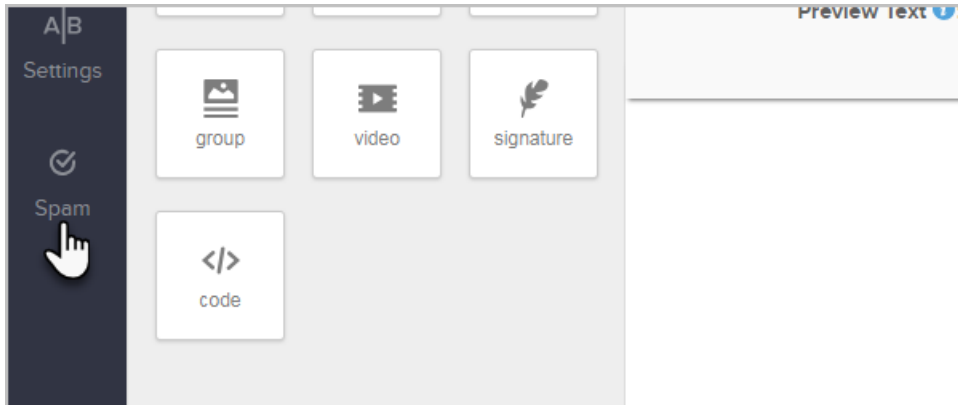 Preview Text
A|B
Settings
group
video
signature
Spam
</>
code